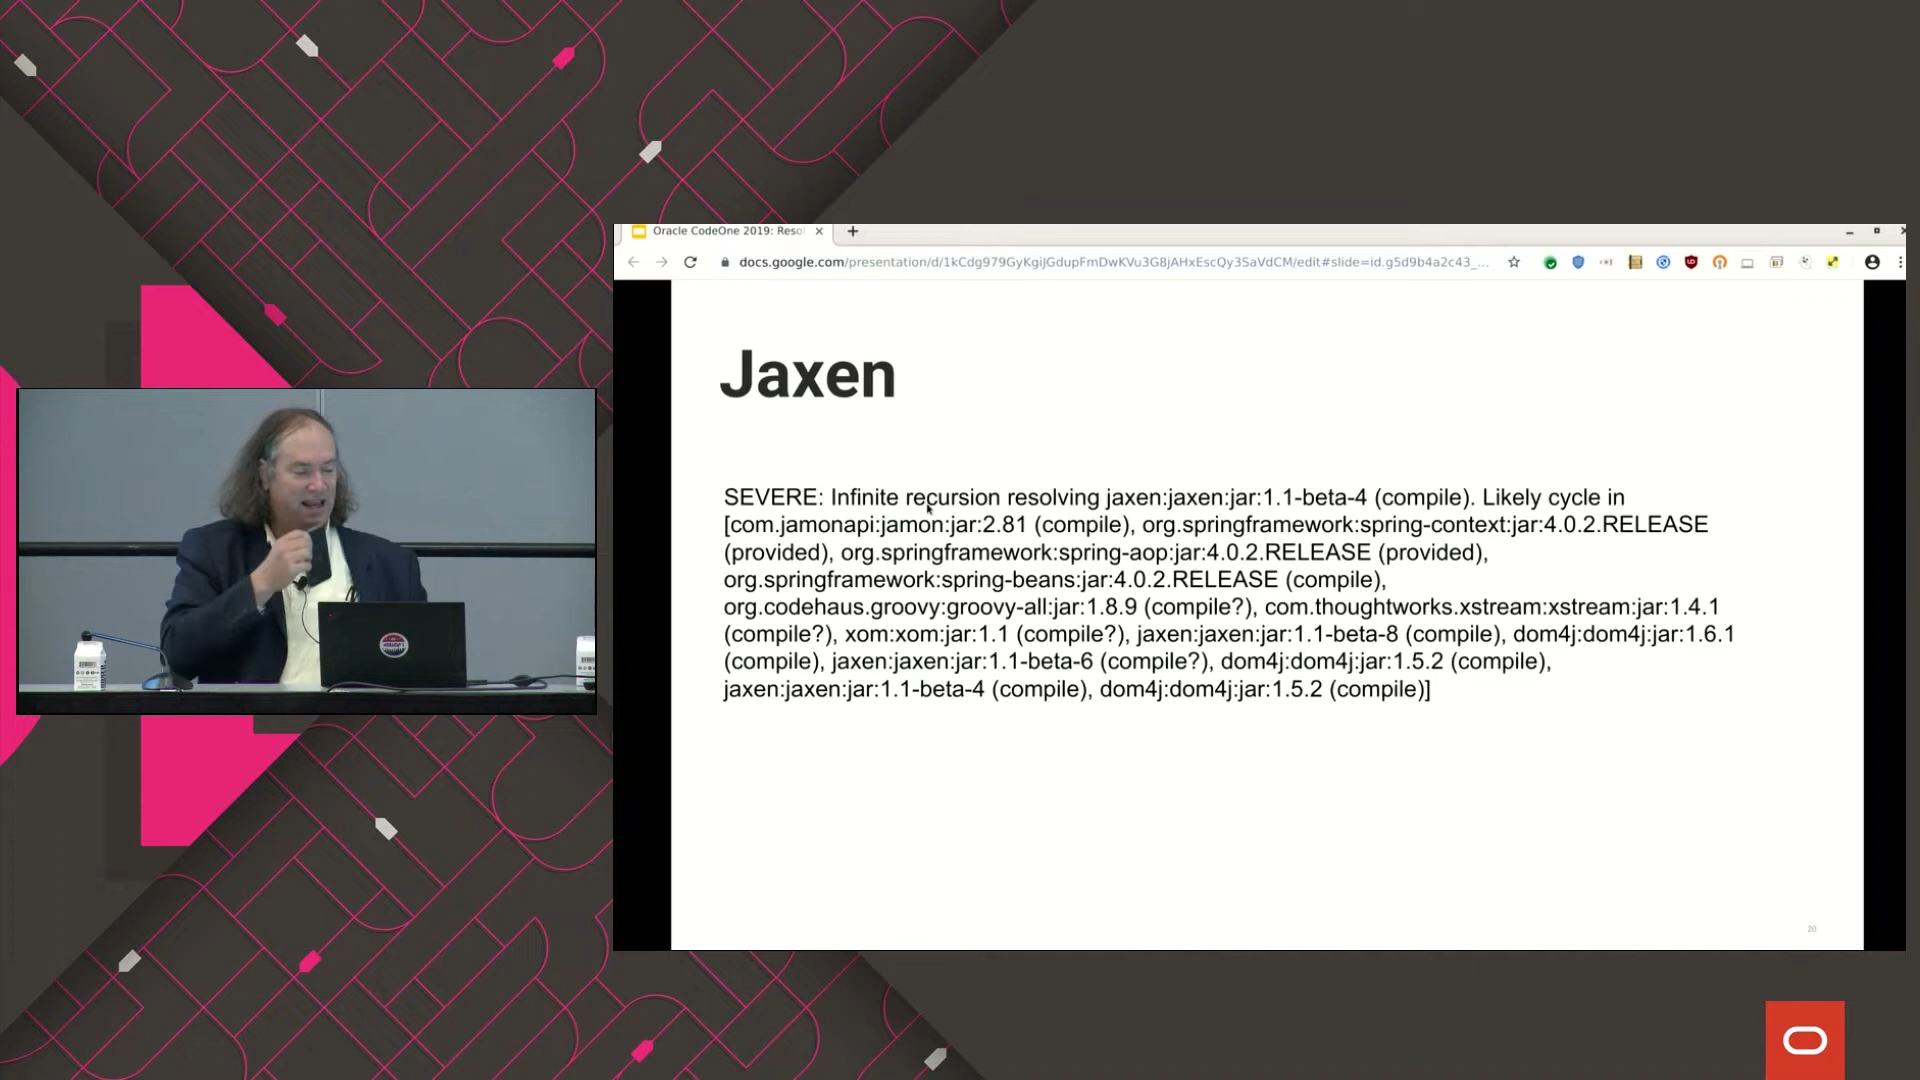 Oracle CodeOne 2019: Resol
docs.google.com/presentation/d/1kCdg979GyKgiJGdupFmDwKVu3G8jAHxEscQy3SaVdCM/edit#slide=id.g5d9b4a2c43_...
Jaxen
SEVERE: Infinite recursion resolving jaxen:jaxen:jar:1.1-beta-4 (compile). Likely cycle in
[com.jamonapi:jamon:jar:2.81 (compile), org.springframework:spring-context:jar:4.0.2.RELEASE
(provided), org.springframework:spring-aop:jar:4.0.2.RELEASE (provided),
org.springframework:spring-beans:jar:4.0.2.RELEASE (compile),
org.codehaus.groovy:groovy-all:jar:1.8.9 (compile?), com.thoughtworks.xstream:xstream:jar:1.4.1
(compile?), xom:xom:jar:1.1 (compile?), jaxen:jaxen:jar:1.1-beta-8 (compile), dom4j:dom4j:jar:1.6.1
(compile), jaxen:jaxen:jar:1.1-beta-6 (compile?), dom4j:dom4j:jar:1.5.2 (compile),
jaxen:jaxen:jar:1.1-beta-4 (compile), dom4j:dom4j:jar:1.5.2 (compile)]
20